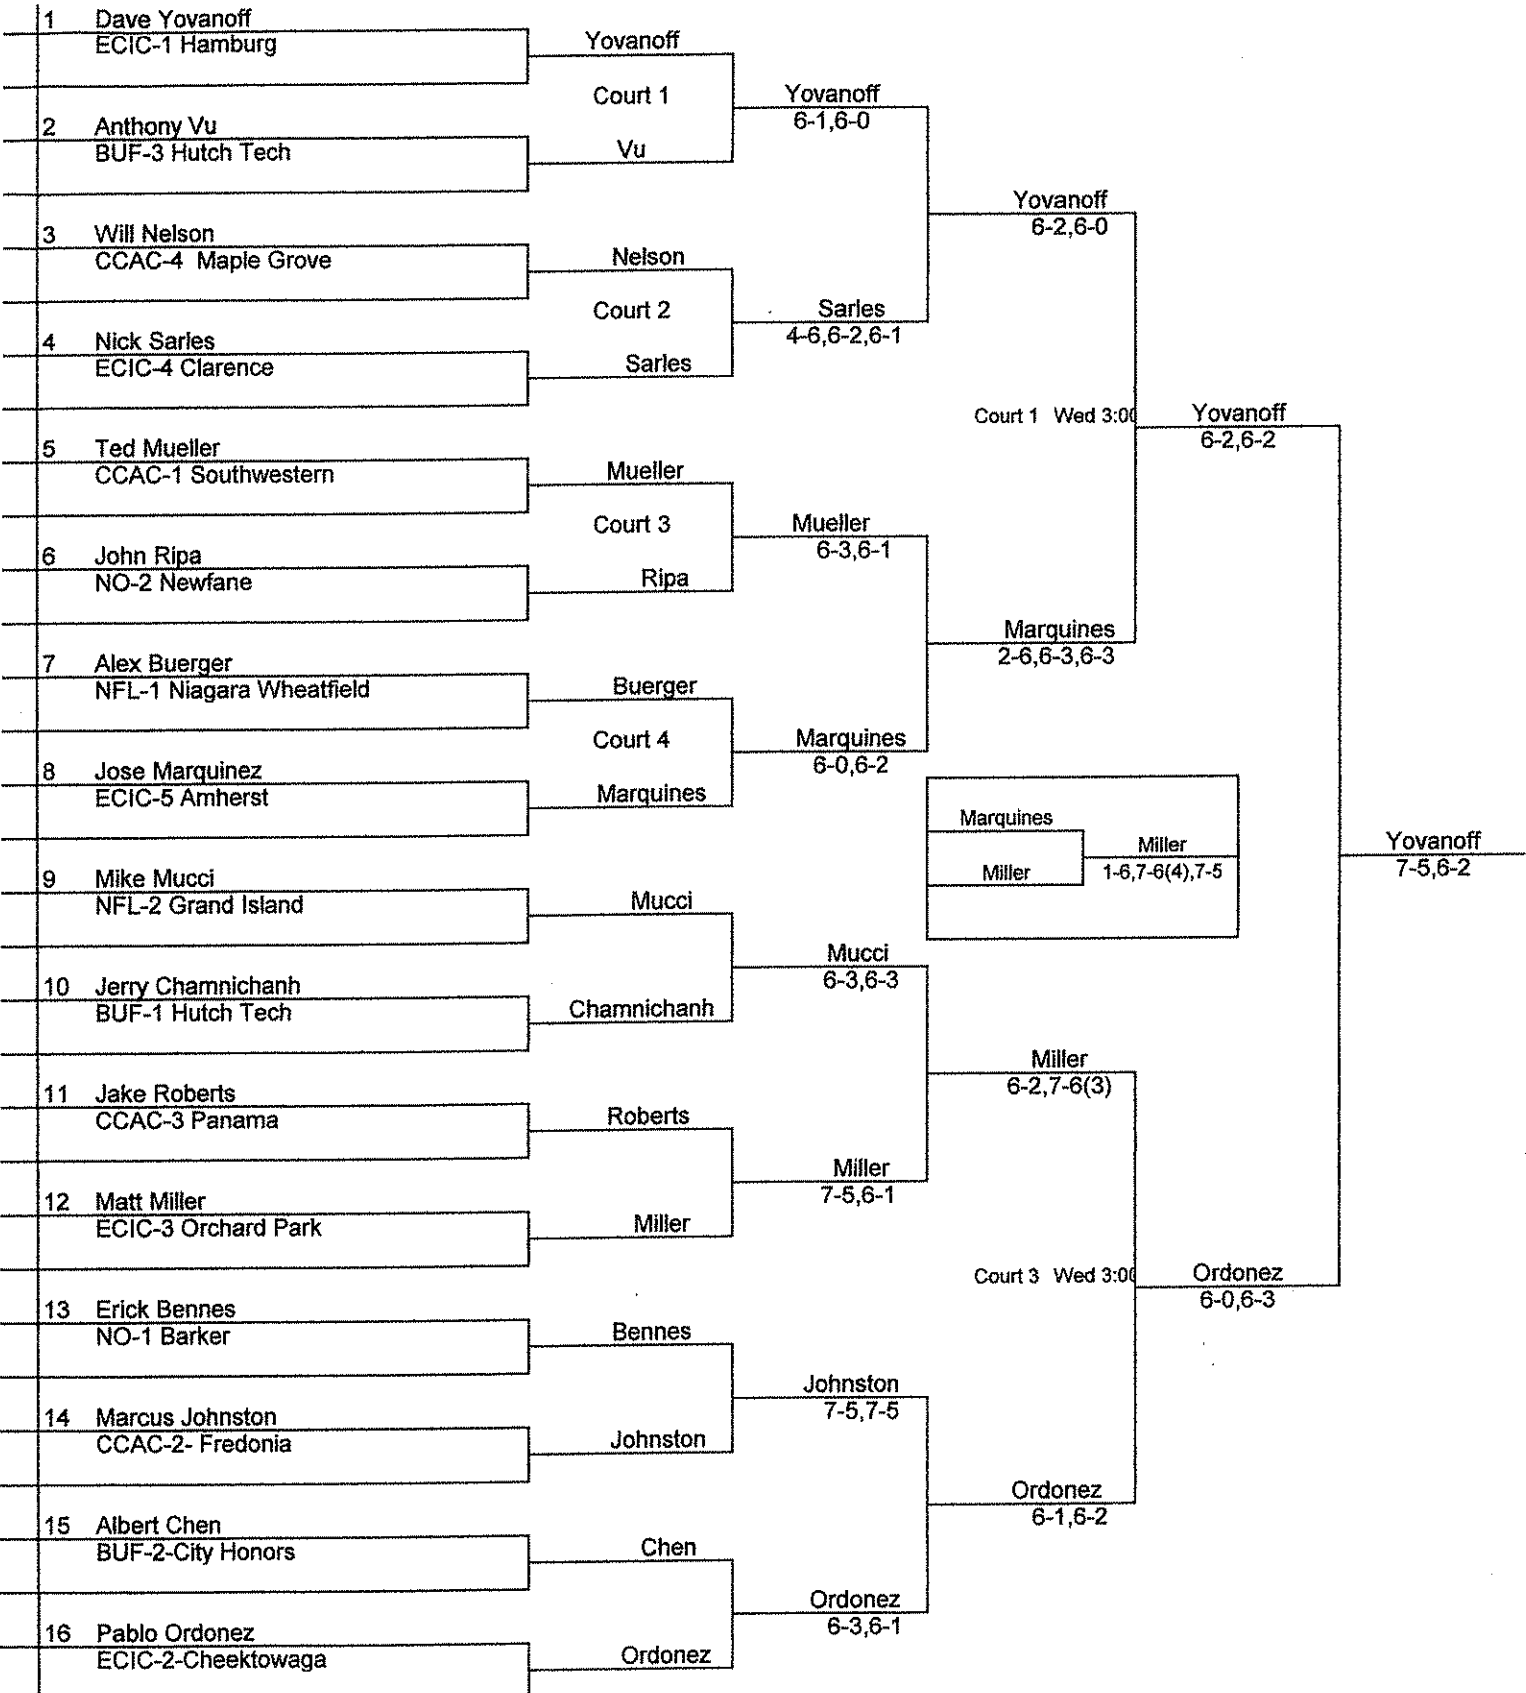 1 Dave Yovanoff
ECIC-1 Hamburg
Yovanoff
Court 1
Yovanoff
6-1,6-0
2 Anthony Vu
BUF-3 Hutch Tech
Vu
Yovanoff
6-2,6-0
3 Will Nelson
CCAC-4 Maple Grove
Nelson
Court 2
Sarles
4-6,6-2,6-1
4 Nick Sarles
ECIC-4 Clarence
Sarles
Court 1 Wed 3:00
Yovanoff
6-2,6-2
5 Ted Mueller
CCAC-1 Southwestern
Mueller
Court 3
Mueller
6-3,6-1
6 John Ripa
NO-2 Newfane
Ripa
Marquines
2-6,6-3,6-3
7 Alex Buerger
NFL-1 Niagara Wheatfield
Buerger
Court 4
Marquines
6-0,6-2
8 Jose Marquinez
ECIC-5 Amherst
Marquines
Marquines
Miller
Miller
1-6,7-6(4),7-5
Yovanoff
7-5,6-2
9 Mike Mucci
NFL-2 Grand Island
Mucci
Mucci
6-3,6-3
10 Jerry Chamnichanh
BUF-1 Hutch Tech
Chamnichanh
Miller
6-2,7-6(3)
11 Jake Roberts
CCAC-3 Panama
Roberts
Miller
7-5,6-1
12 Matt Miller
ECIC-3 Orchard Park
Miller
Court 3 Wed 3:00
Ordonez
6-0,6-3
13 Erick Bennes
NO-1 Barker
Bennes
Johnston
7-5,7-5
14 Marcus Johnston
CCAC-2- Fredonia
Johnston
Ordonez
6-1,6-2
15 Albert Chen
BUF-2-City Honors
Chen
Ordonez
6-3,6-1
16 Pablo Ordonez
ECIC-2-Cheektowaga
Ordonez